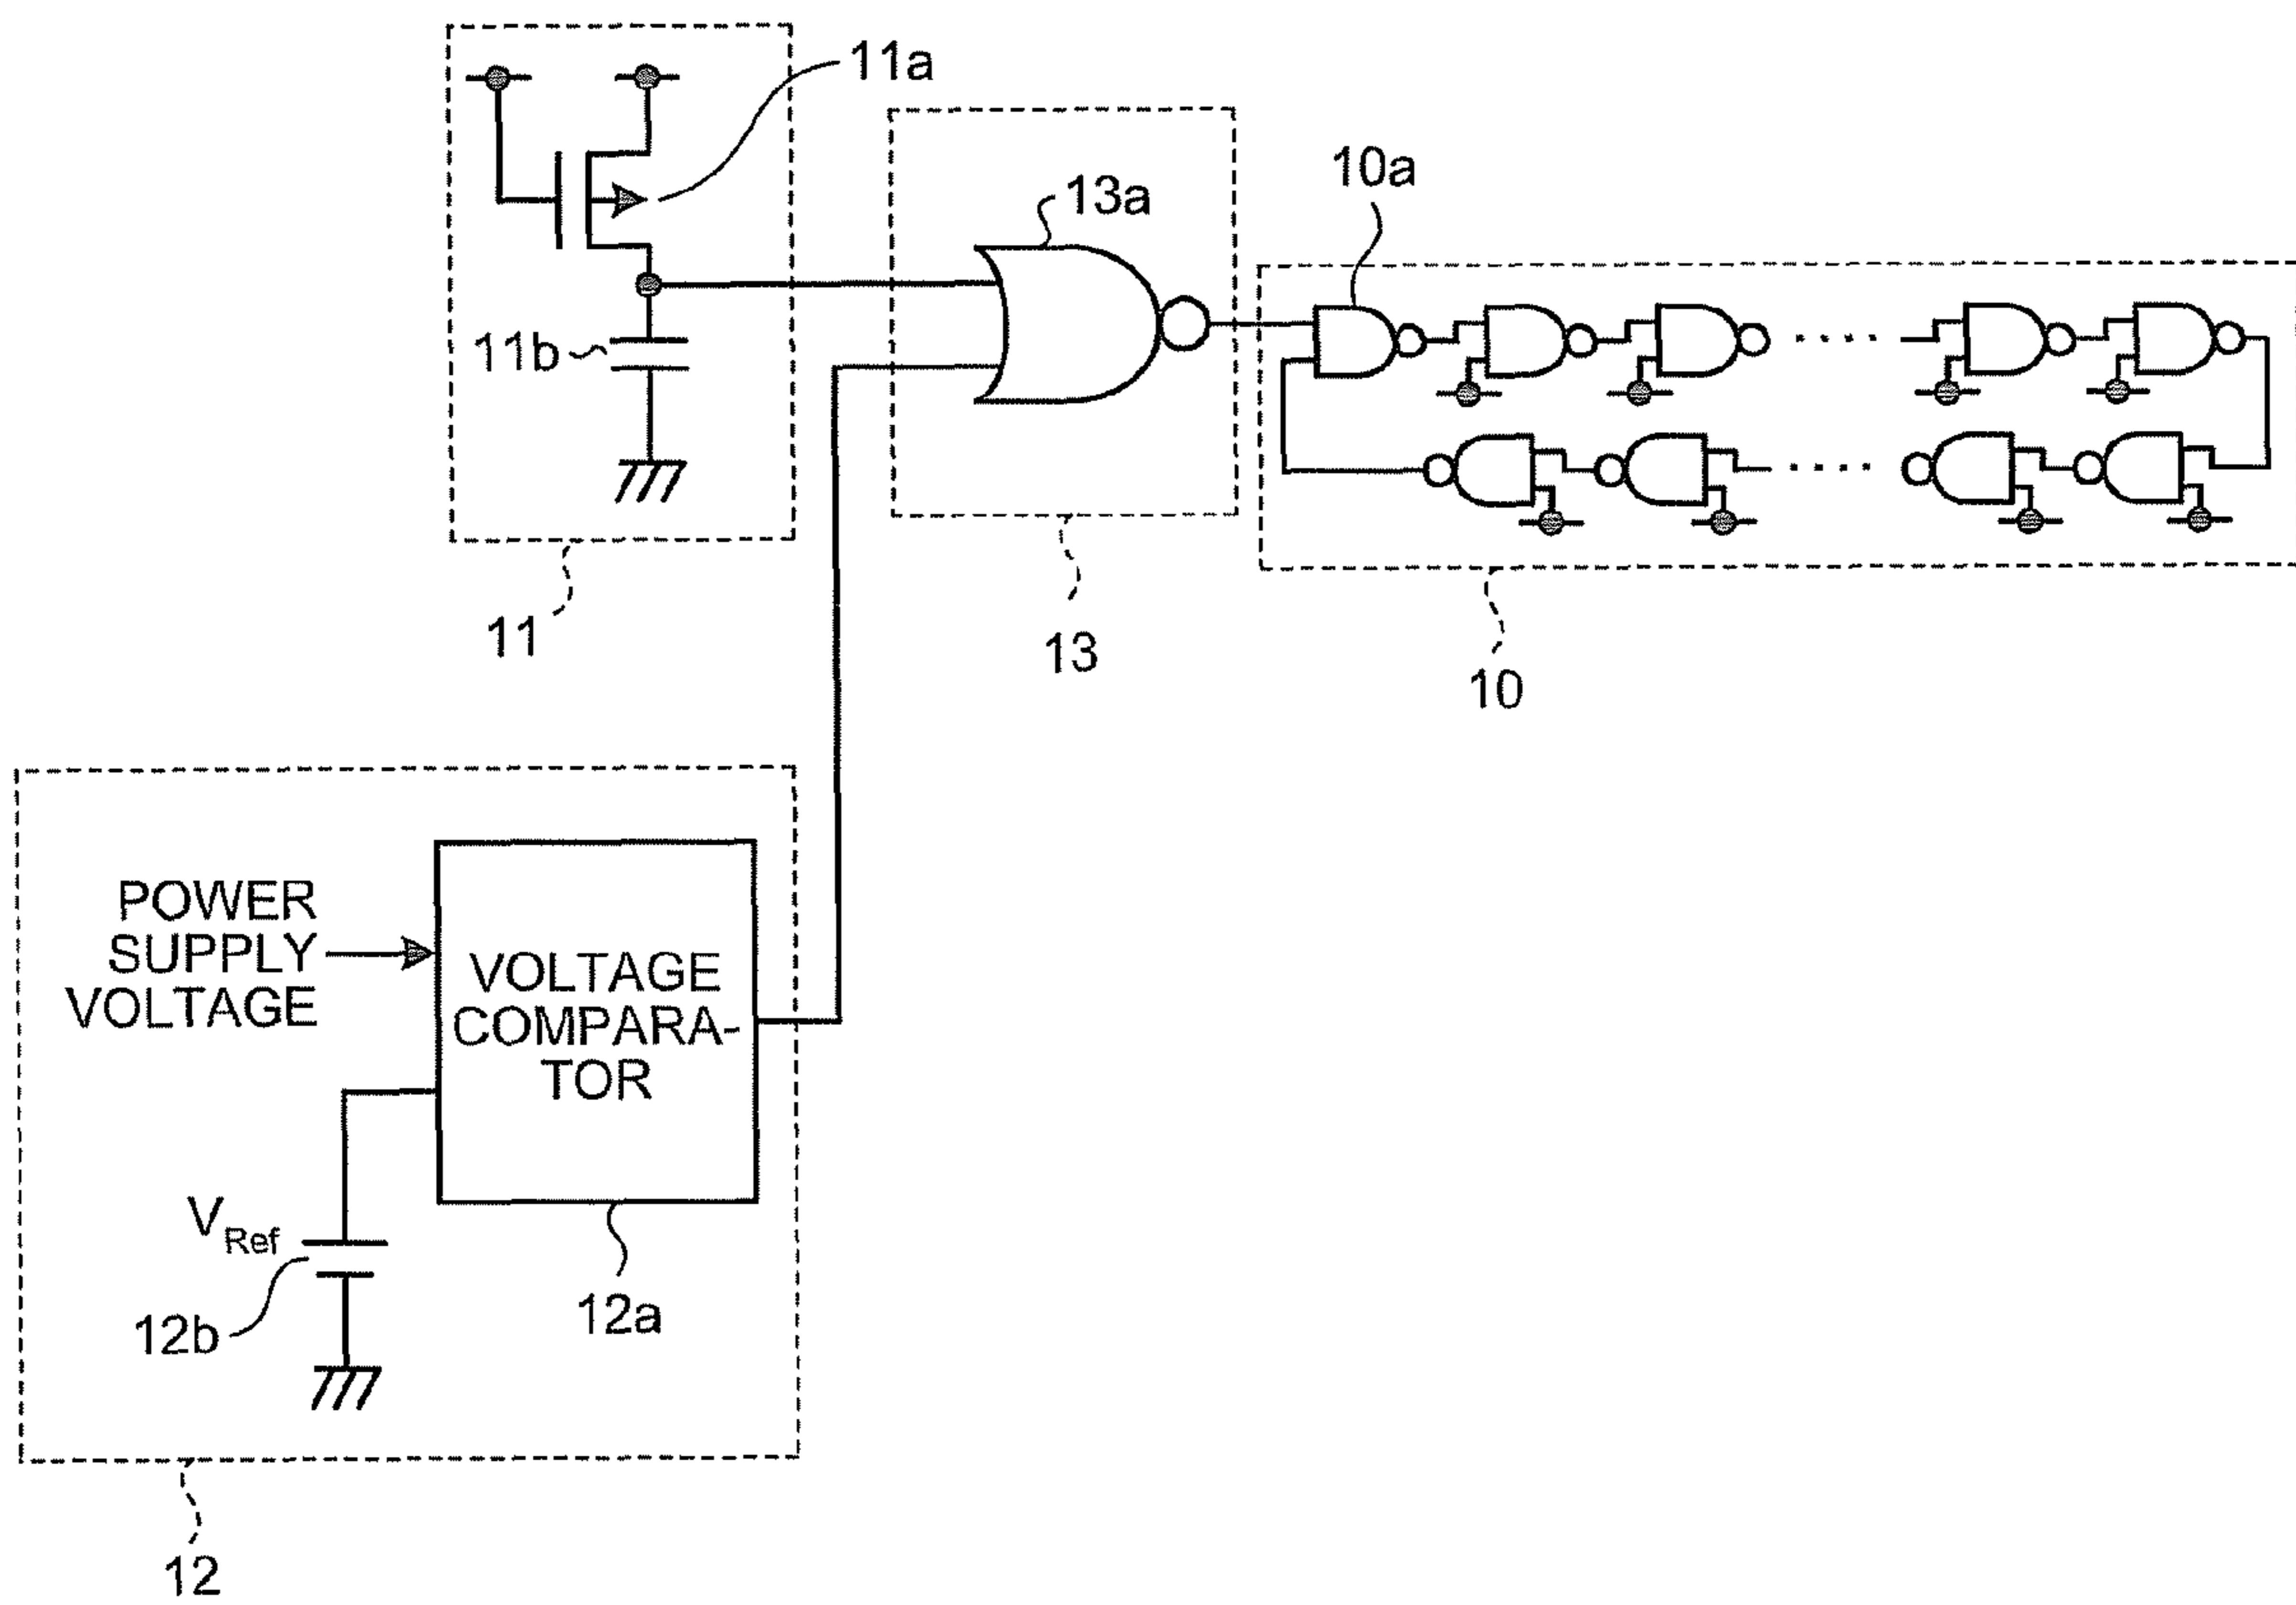 11a
13a
10a
11b
11
13
10
POWER
SUPPLY
VOLTAGE
VOLTAGE
COMPARA-
TOR
VRef
12b
12a
12